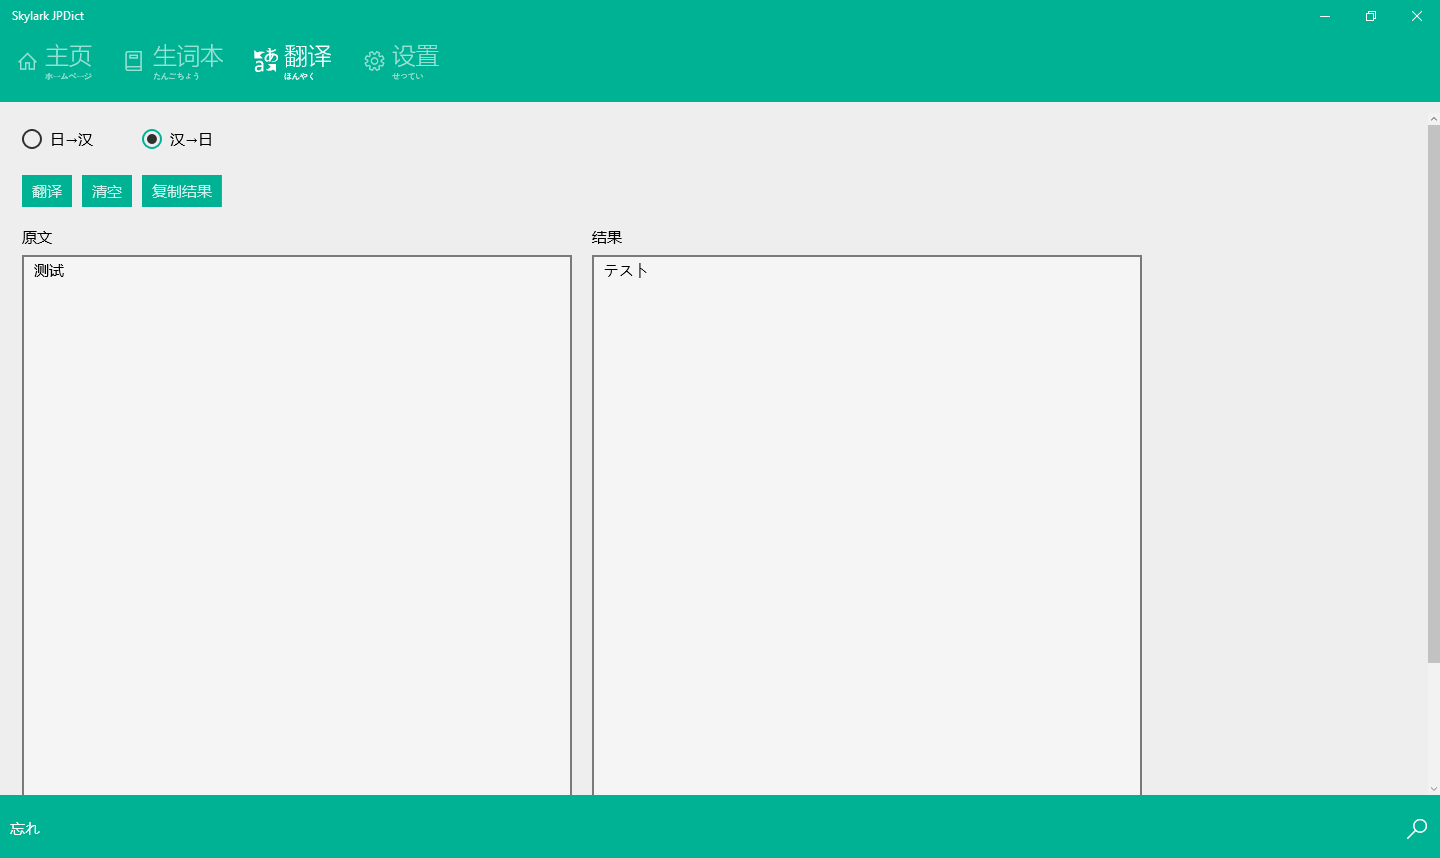 Skylark JPDict
主页
ホームページ
生词本
たんごちょう
翻译
ほんやく
设置
せってい
日→汉
汉→日
翻译
清空
复制结果
原文
结果
测试
テスト
忘れ